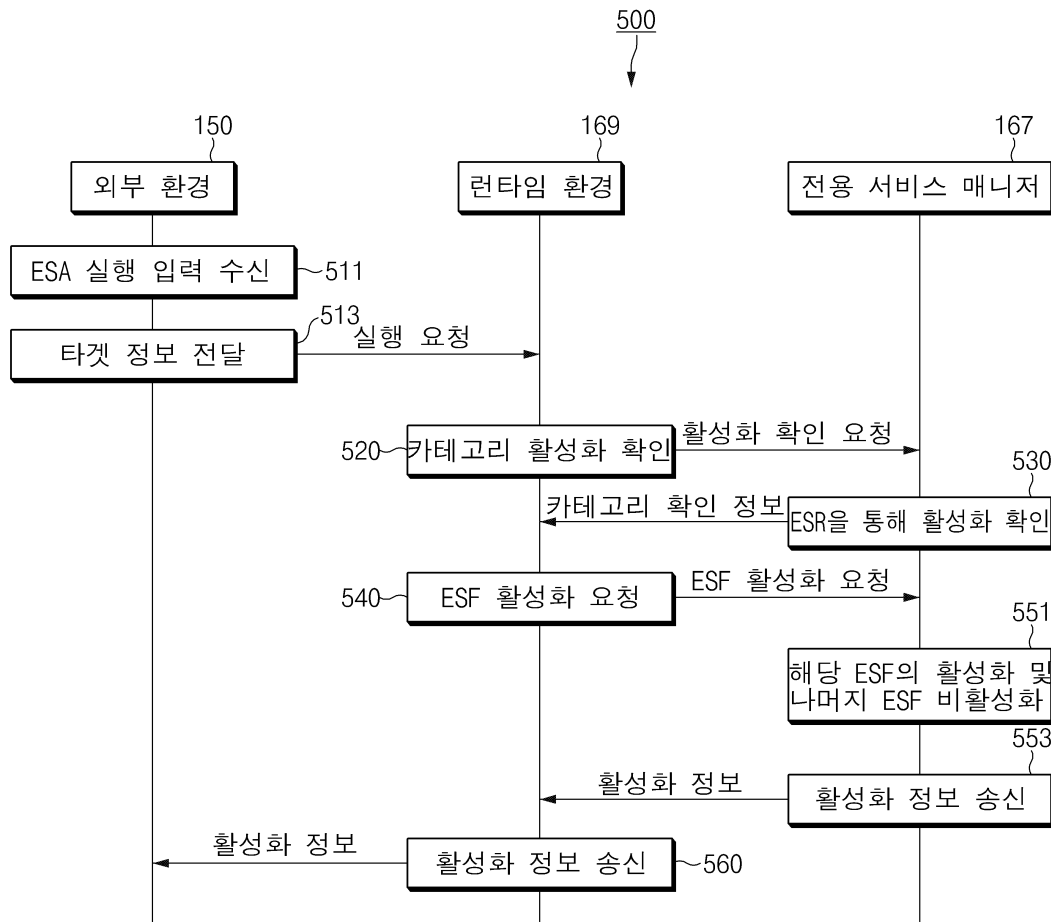 500
150
169
167
외부 환경
런타임 환경
전용 서비스 매니저
ESA 실행 입력 수신
511
513
타겟 정보 전달
실행 요청
520
카테고리 활성화 확인
활성화 확인 요청
530
카테고리 확인 정보
ESR을 통해 활성화 확인
540
ESF 활성화 요청
ESF 활성화 요청
551
해당 ESF의 활성화 및
나머지 ESF 비활성화
553
활성화 정보
활성화 정보 송신
활성화 정보
활성화 정보 송신
560